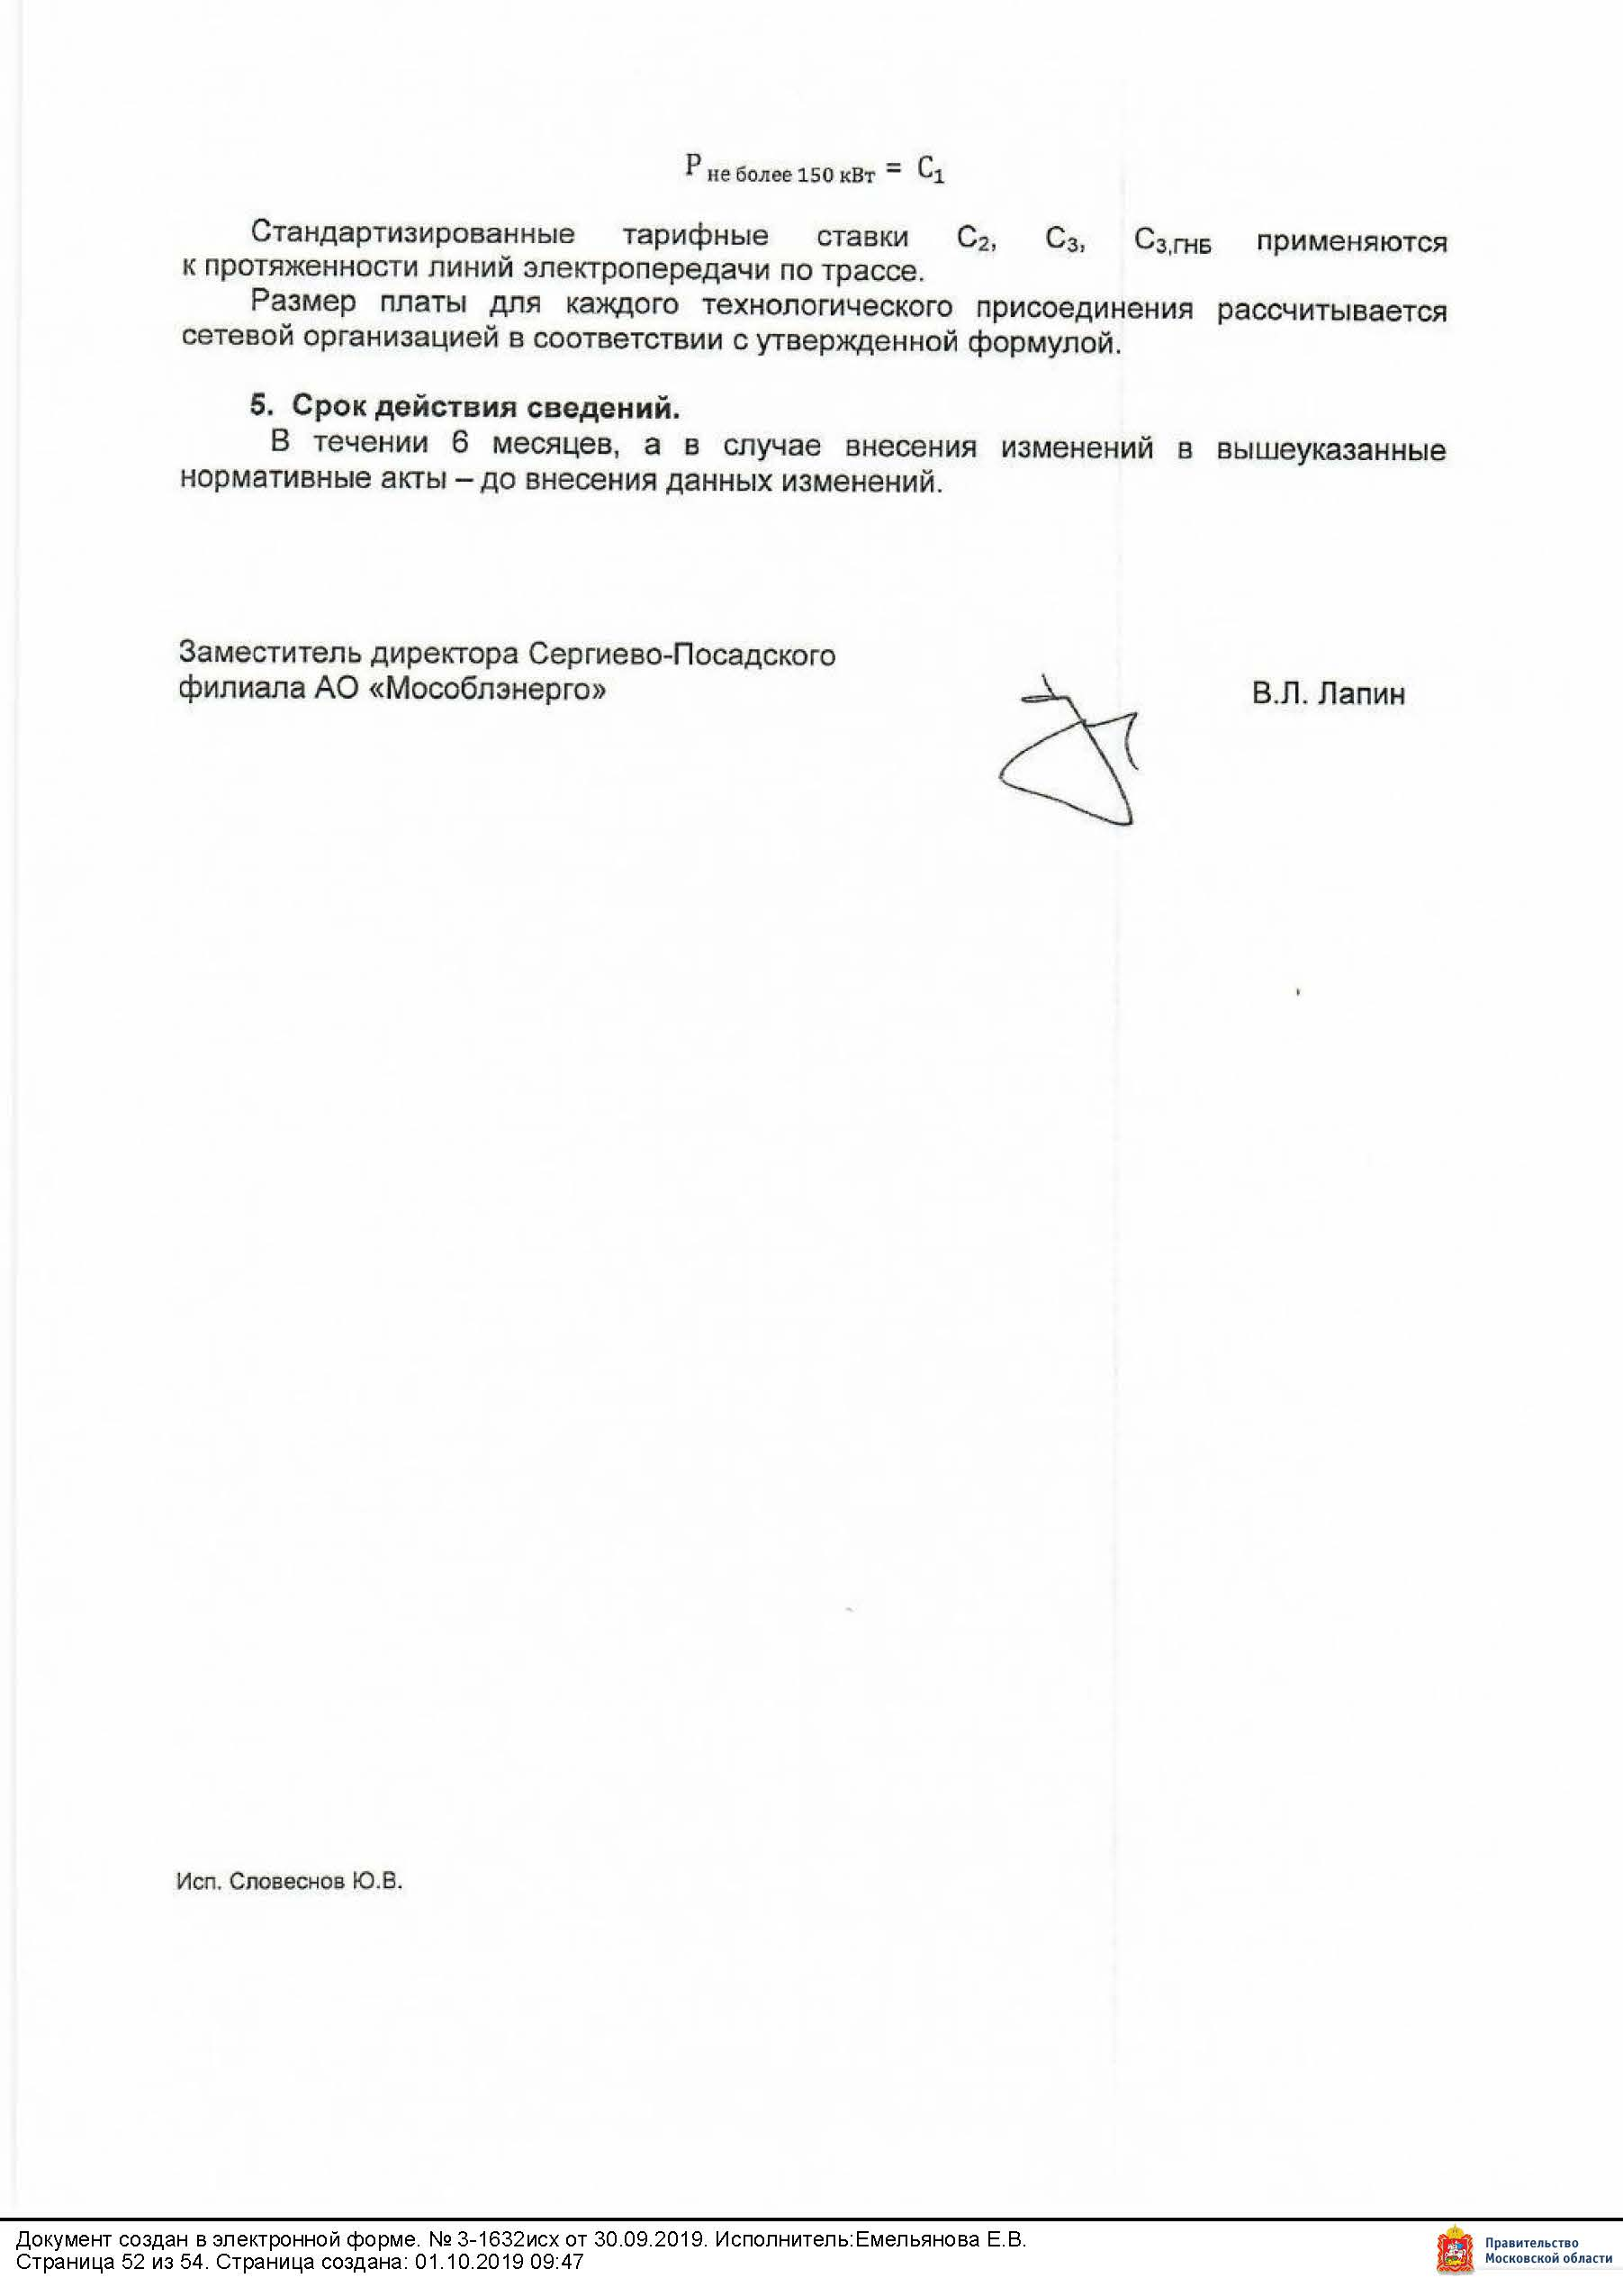 P не более 150 кВт = C1
Стандартизированные тарифные ставки С2, С3, С3,ГНБ применяются
к протяженности линий электропередачи по трассе.
Размер платы для каждого технологического присоединения рассчитывается
сетевой организацией в соответствии с утвержденной формулой.
5. Срок действия сведений.
В течении 6 месяцев, а в случае внесения изменений в вышеуказанные
нормативные акты – до внесения данных изменений.
Заместитель директора Сергиево-Посадского
филиала АО «Мособлэнерго»
В.Л. Лапин
Исп. Словеснов Ю.В.
Документ создан в электронной форме. № 3-1632исх от 30.09.2019. Исполнитель:Емельянова Е.В.
Страница 52 из 54. Страница создана: 01.10.2019 09:47
Правительство
Московской области